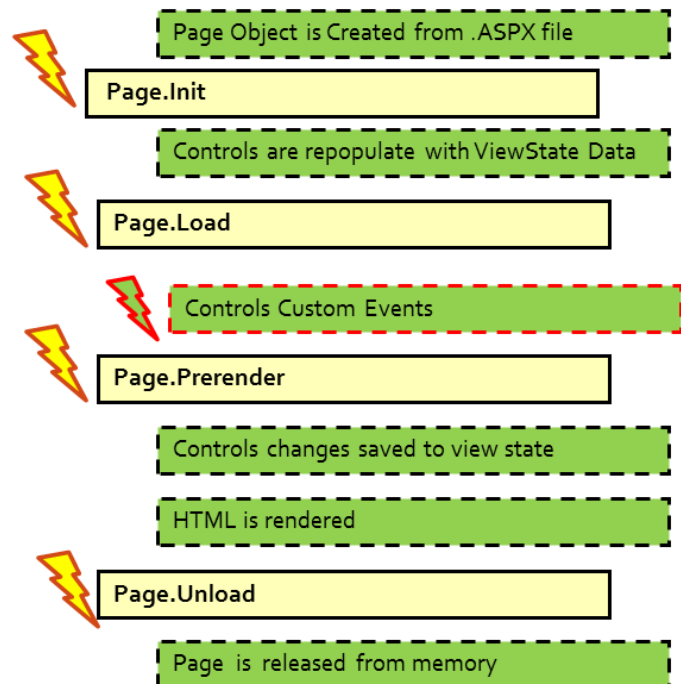 Page Object is Created from .ASPX file
Page.Init
Controls are repopulate with ViewState Data
Page.Load
Controls Custom Events
Page.Prerender
Controls changes saved to view state
HTML is rendered
Page.Unload
Page is released from memory